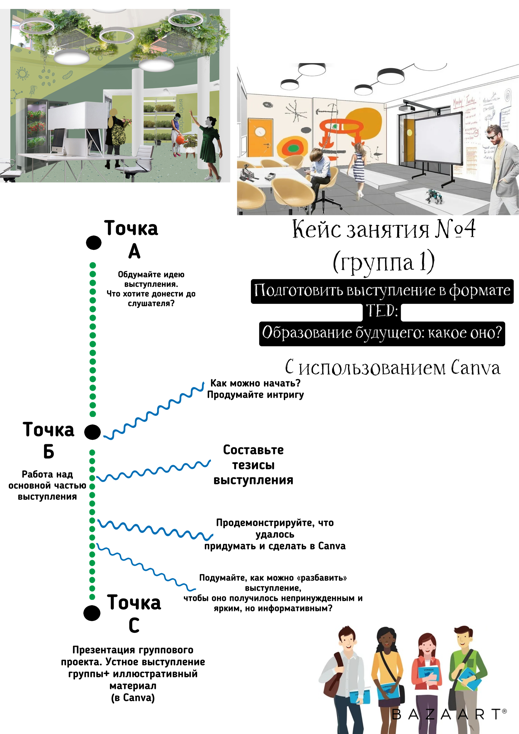 Кейс занятия №4
(группа 1)
Подготовить выступление в формате
TED:
Образование будущего: какое оно?
С использованием Canva
Точка
А
Обдумайте идею
выступления.
Что хотите донести до
слушателя?
Точка
Б
Работа над
основной частью
выступления
Как можно начать?
Продумайте интригу
Составьте
тезисы
выступления
Продемонстрируйте, что
удалось
придумать и сделать в Canva
Подумайте, как можно «разбавить»
выступление,
чтобы оно получилось непринужденным и
ярким, но информативным?
Точка
С
Презентация группового
проекта. Устное выступление
группы+ иллюстративный
материал
(в Canva)
BAZAART®